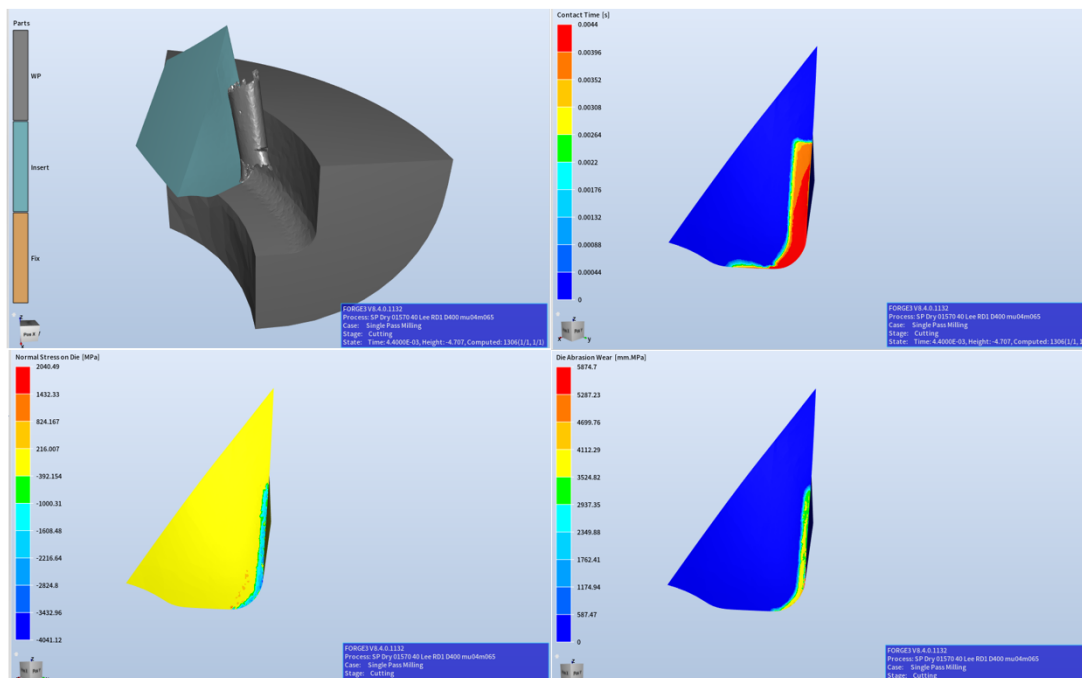 Parts
WP
Insert
Fix
FORGE3 V8.4.0.1132
Process: SP Dry 01570 40 Lee RD1 D400 mu04m065
Case: Single Pass Milling
Stage: Cutting
State: Time: 4.4000E-03, Height: -4.707, Computed: 1306(1/1, 1/1)
Contact Time [s]
0.0044
0.00396
0.00352
0.00308
0.00264
0.0022
0.00176
0.00132
0.00088
0.00044
0
FORGE3 V8.4.0.1132
Process: SP Dry 01570 40 Lee RD1 D400 mu04m065
Case: Single Pass Milling
Stage: Cutting
State: Time: 4.4000E-03, Height: -4.707, Computed: 1306(1/1, 1
Normal Stress on Die [MPa]
2040.49
1432.33
824.167
216.007
-392.154
-1000.31
-1608.48
-2216.64
-2824.8
-3432.96
-4041.12
FORGE3 V8.4.0.1132
Process: SP Dry 01570 40 Lee RD1 D400 mu04m065
Case: Single Pass Milling
Stage: Cutting
Die Abrasion Wear [mm.MPa]
5874.7
5287.23
4699.76
4112.29
3524.82
2937.35
2349.88
1762.41
1174.94
587.47
0
FORGE3 V8.4.0.1132
Process: SP Dry 01570 40 Lee RD1 D400 mu04m065
Case: Single Pass Milling
Stage: Cutting